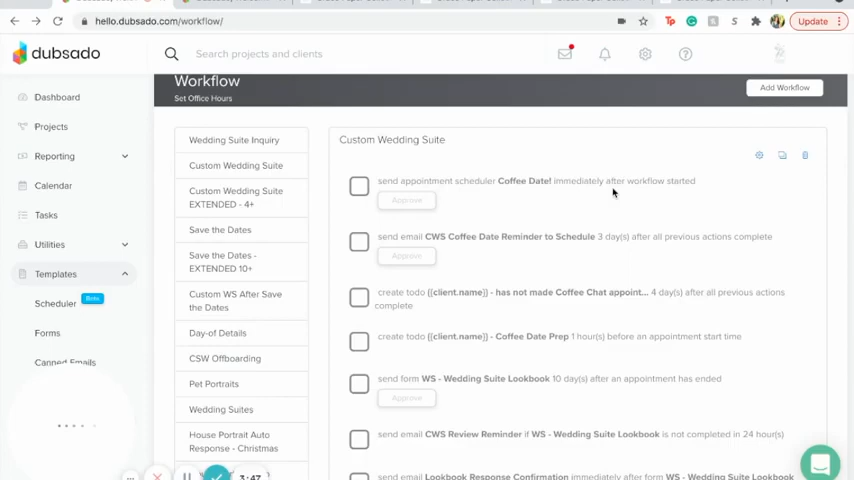 hello.dubsado.com/workflow/
Update
dubsado
Search projects and clients
Workflow
Set Office Hours
Add Workflow
Dashboard
Projects
Reporting
Calendar
Tasks
Utilities
Templates
Scheduler Beta
Forms
Canned Emails
3:47
Wedding Suite Inquiry
Custom Wedding Suite
Custom Wedding Suite
EXTENDED - 4+
Save the Dates
Save the Dates -
EXTENDED 10+
Custom WS After Save
the Dates
Day-of Details
CSW Offboarding
Pet Portraits
Wedding Suites
House Portrait Auto
Response - Christmas
Custom Wedding Suite
send appointment scheduler Coffee Date! immediately after workflow started
Approve
send email CWS Coffee Date Reminder to Schedule 3 day(s) after all previous actions complete
Approve
create todo {{client.name}} - has not made Coffee Chat appoint... 4 day(s) after all previous actions
complete
create todo {{client.name}} - Coffee Date Prep 1 hour(s) before an appointment start time
send form WS - Wedding Suite Lookbook 10 day(s) after an appointment has ended
Approve
send email CWS Review Reminder if WS - Wedding Suite Lookbook is not completed in 24 hour(s)
send email Lookbook Response Confirmation immediately after form WS - Wedding Suite Lookbook